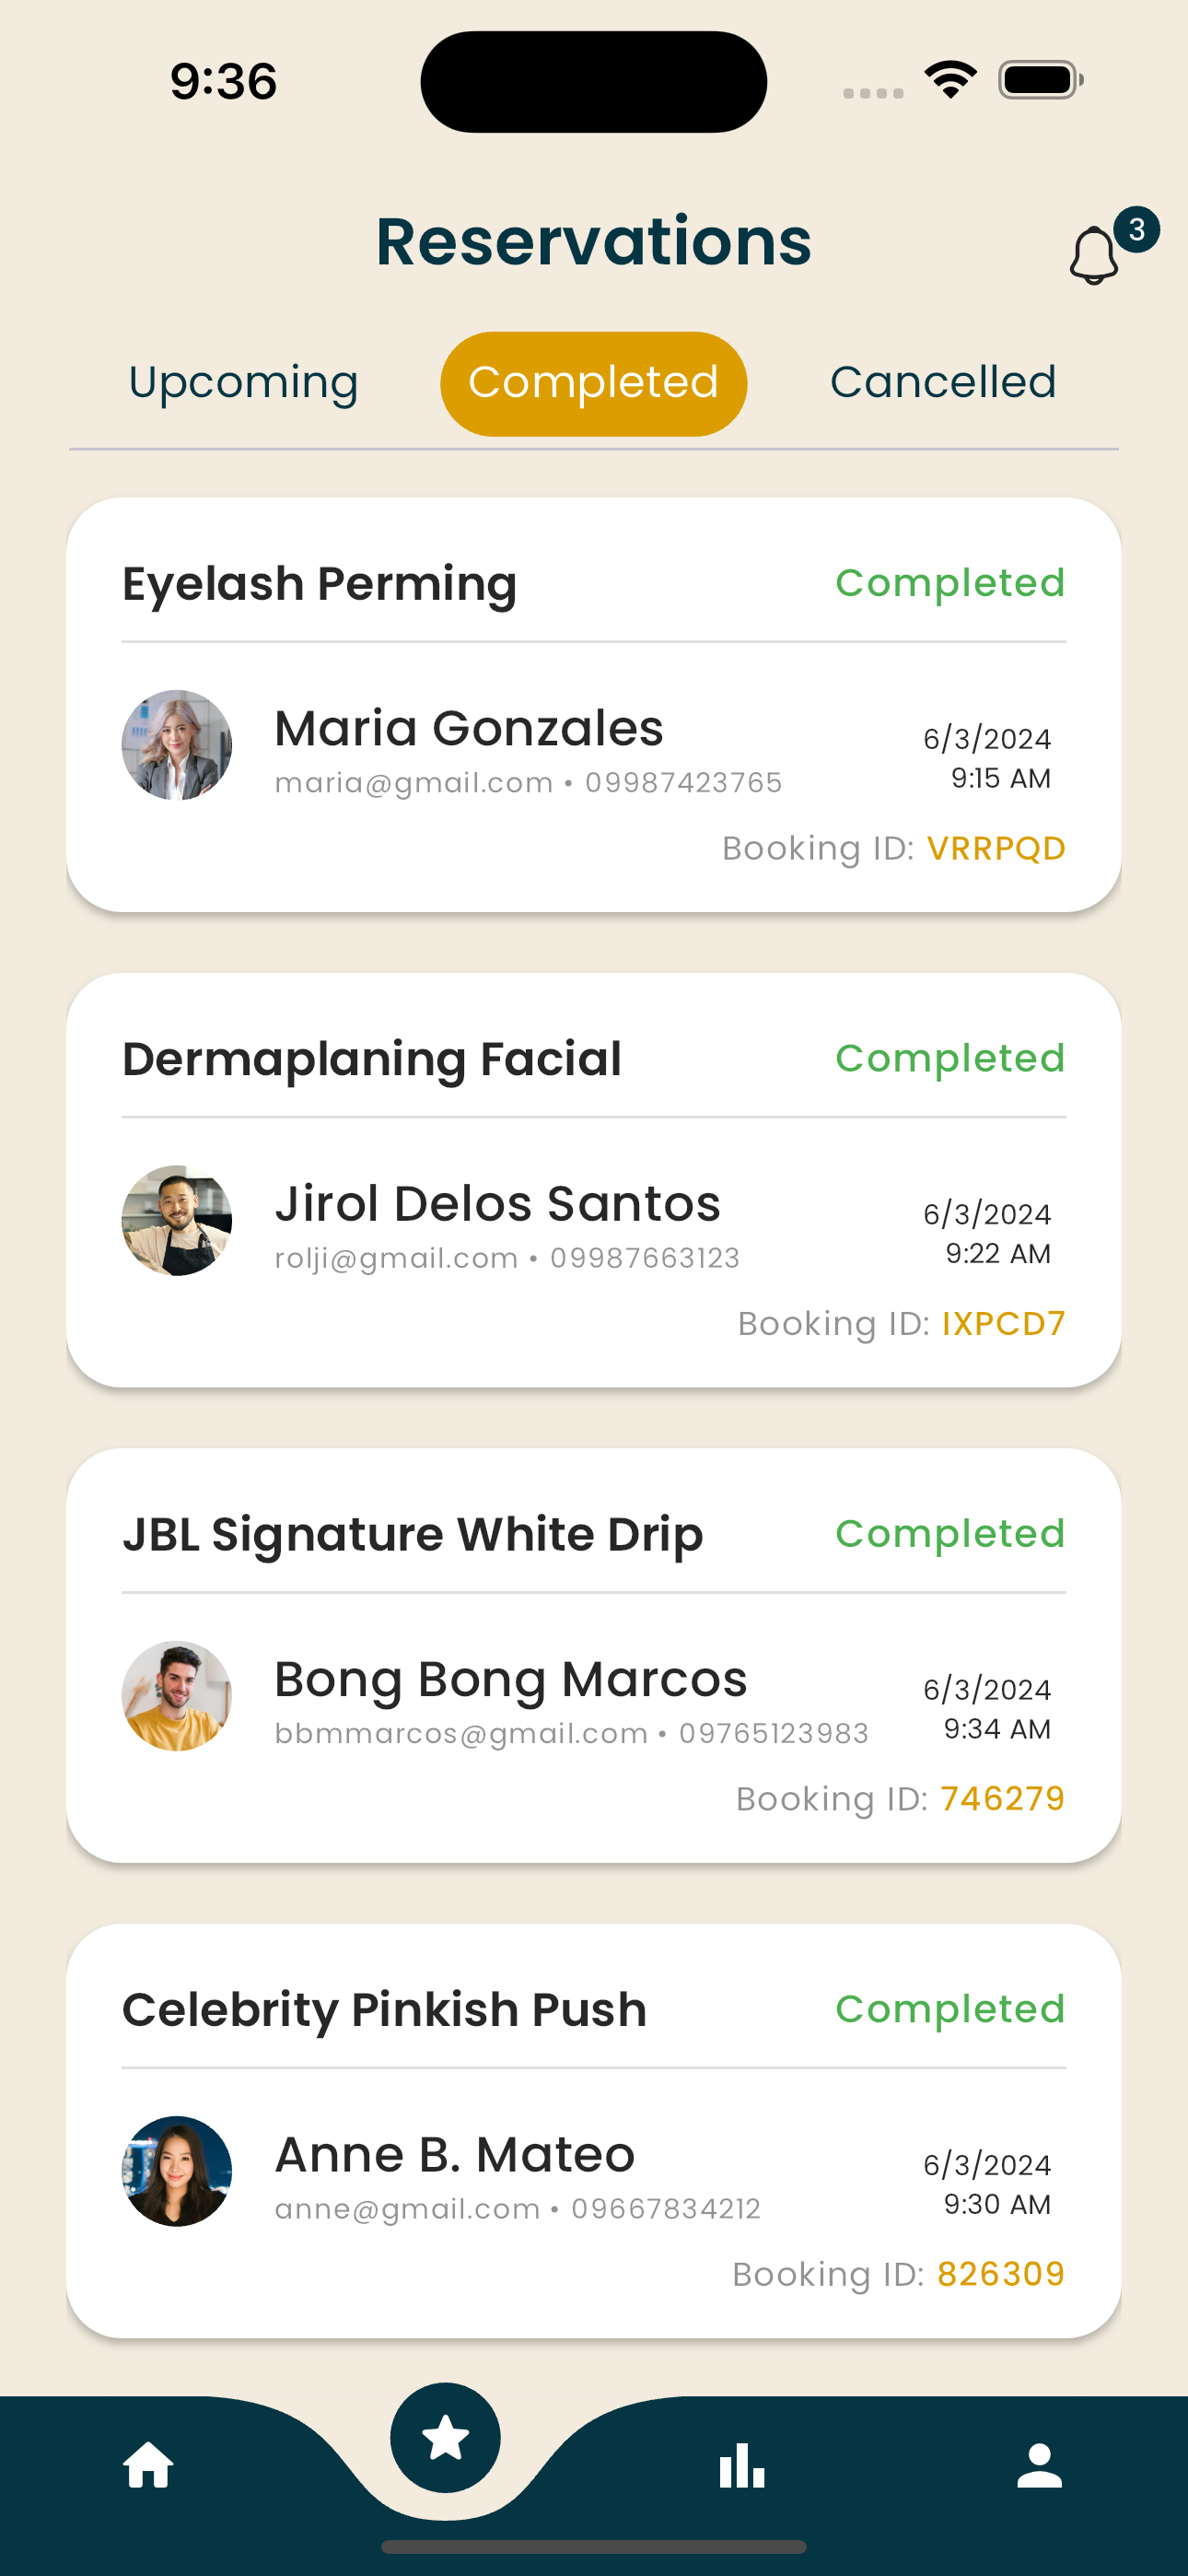 9:36
Reservations
3
Upcoming Completed Cancelled
Eyelash Perming Completed
Maria Gonzales
maria@gmail.com • 09987423765
6/3/2024
9:15 AM
Booking ID: VRRPQD
Dermaplaning Facial Completed
Jirol Delos Santos
rolji@gmail.com • 09987663123
6/3/2024
9:22 AM
Booking ID: IXPCD7
JBL Signature White Drip Completed
Bong Bong Marcos
bbmmarcos@gmail.com • 09765123983
6/3/2024
9:34 AM
Booking ID: 746279
Celebrity Pinkish Push Completed
Anne B. Mateo
anne@gmail.com • 09667834212
6/3/2024
9:30 AM
Booking ID: 826309